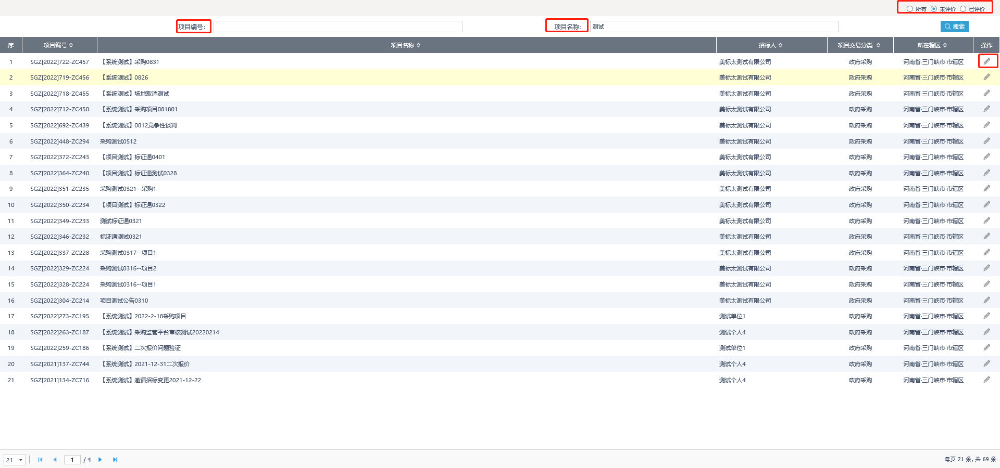 所有 未评价 已评价
项目编号： 项目名称： 测试 搜索
序 项目编号 项目名称 招标人 项目交易分类 所在辖区 操作
1 SGZ[2022]722-ZC457 【系统测试】采购0831 美标太测试有限公司 政府采购 河南省·三门峡市·市辖区
2 SGZ[2022]719-ZC456 【系统测试】0826 美标太测试有限公司 政府采购 河南省·三门峡市·市辖区
3 SGZ[2022]718-ZC455 【系统测试】场地取消测试 美标太测试有限公司 政府采购 河南省·三门峡市·市辖区
4 SGZ[2022]712-ZC450 【系统测试】采购项目081801 美标太测试有限公司 政府采购 河南省·三门峡市·市辖区
5 SGZ[2022]692-ZC439 【系统测试】0812竞争性谈判 美标太测试有限公司 政府采购 河南省·三门峡市·市辖区
6 SGZ[2022]448-ZC294 采购测试0512 美标太测试有限公司 政府采购 河南省·三门峡市·市辖区
7 SGZ[2022]372-ZC243 【项目测试】标证通0401 美标太测试有限公司 政府采购 河南省·三门峡市·市辖区
8 SGZ[2022]364-ZC240 【项目测试】标证通测试0328 美标太测试有限公司 政府采购 河南省·三门峡市·市辖区
9 SGZ[2022]351-ZC235 采购测试0321--采购1 美标太测试有限公司 政府采购 河南省·三门峡市·市辖区
10 SGZ[2022]350-ZC234 【项目测试】标证通0322 美标太测试有限公司 政府采购 河南省·三门峡市·市辖区
11 SGZ[2022]349-ZC233 测试标证通0321 美标太测试有限公司 政府采购 河南省·三门峡市·市辖区
12 SGZ[2022]346-ZC232 标证通测试0321 美标太测试有限公司 政府采购 河南省·三门峡市·市辖区
13 SGZ[2022]337-ZC228 采购测试0317--项目1 美标太测试有限公司 政府采购 河南省·三门峡市·市辖区
14 SGZ[2022]329-ZC224 采购测试0316--项目2 美标太测试有限公司 政府采购 河南省·三门峡市·市辖区
15 SGZ[2022]328-ZC224 采购测试0316--项目1 美标太测试有限公司 政府采购 河南省·三门峡市·市辖区
16 SGZ[2022]304-ZC214 项目测试公告0310 美标太测试有限公司 政府采购 河南省·三门峡市·市辖区
17 SGZ[2022]273-ZC195 【系统测试】2022-2-18采购项目 测试单位1 政府采购 河南省·三门峡市·市辖区
18 SGZ[2022]263-ZC187 【系统测试】采购监管平台审核测试20220214 测试个人4 政府采购 河南省·三门峡市·市辖区
19 SGZ[2022]259-ZC186 【系统测试】二次报价问题验证 测试单位1 政府采购 河南省·三门峡市·市辖区
20 SGZ[2021]137-ZC744 【系统测试】2021-12-31二次报价 测试个人4 政府采购 河南省·三门峡市·市辖区
21 SGZ[2021]134-ZC716 【系统测试】邀请招标变更2021-12-22 测试个人4 政府采购 河南省·三门峡市·市辖区
21 1 / 4 每页 21 条, 共 69 条